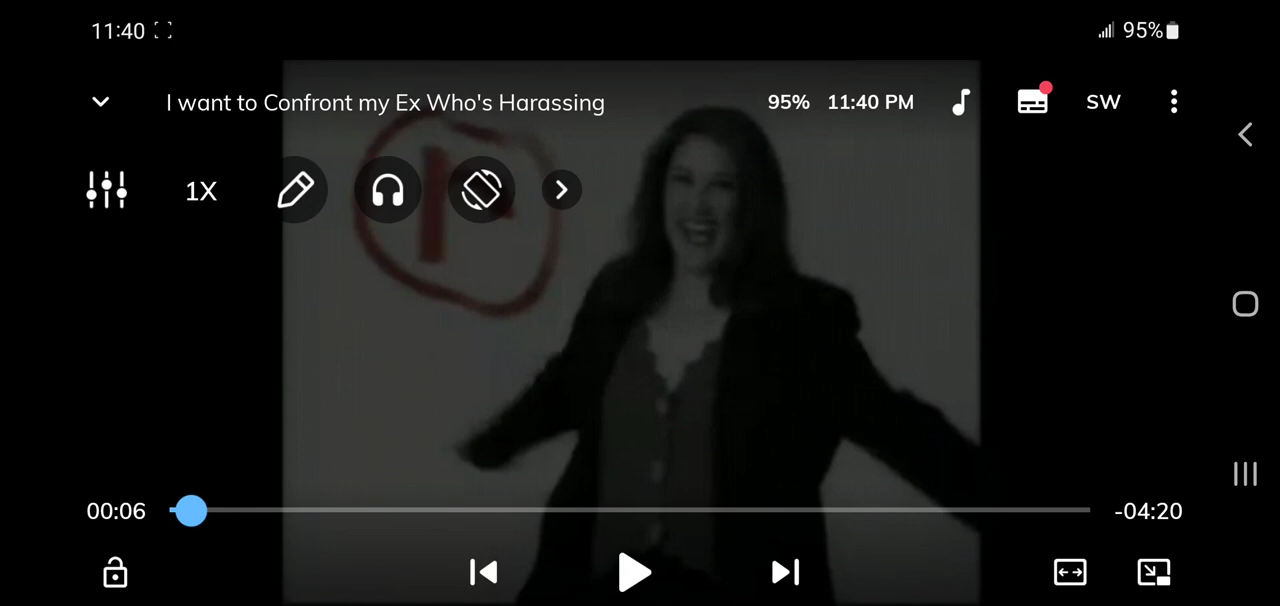 11:40
95%
I want to Confront my Ex Who's Harassing
95% 11:40 PM
SW
1X
00:06
-04:20